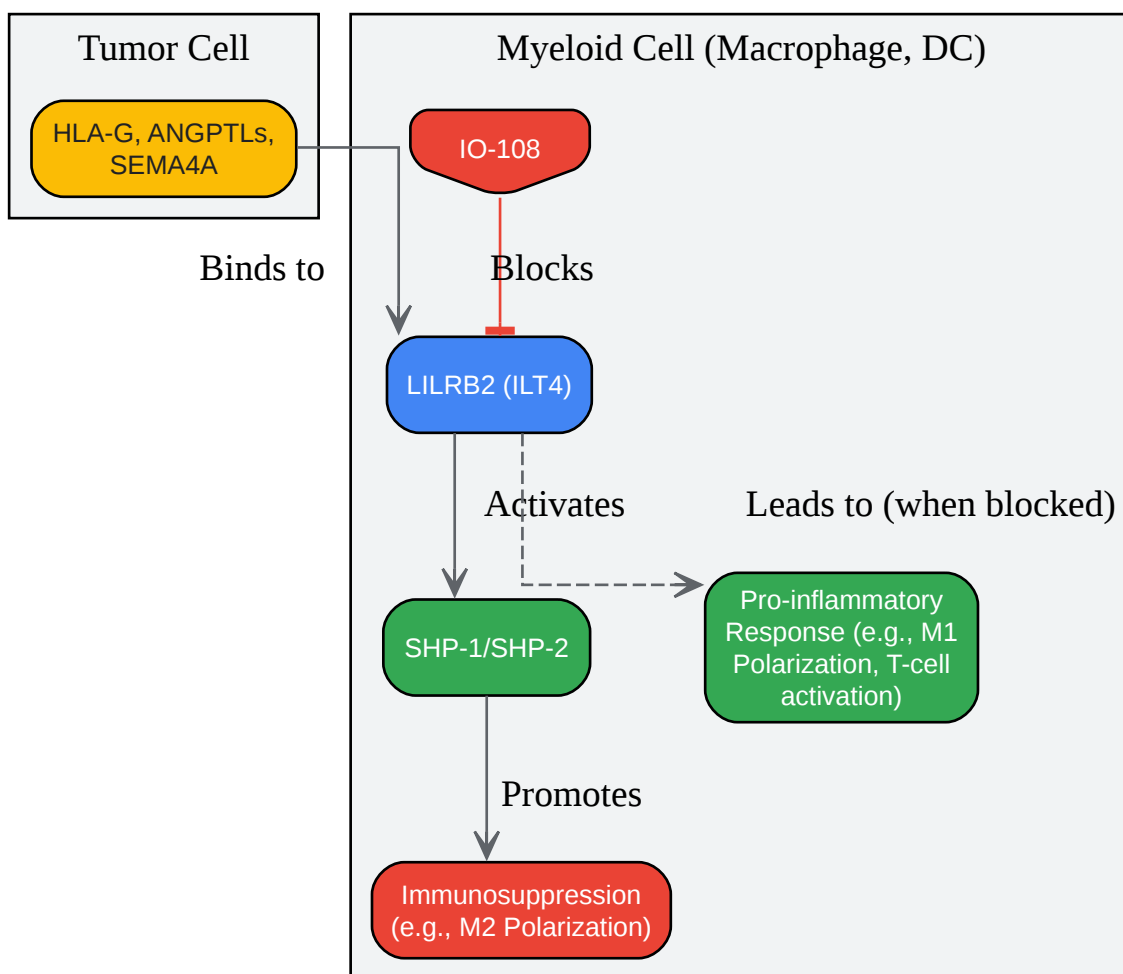 Tumor Cell
Myeloid Cell (Macrophage, DC)
HLA-G, ANGPTLs,
SEMA4A
IO-108
Binds to
Blocks
LILRB2 (ILT4)
Activates
Leads to (when blocked)
SHP-1/SHP-2
Pro-inflammatory
Response (e.g., M1
Polarization, T-cell
activation)
Promotes
Immunosuppression
(e.g., M2 Polarization)